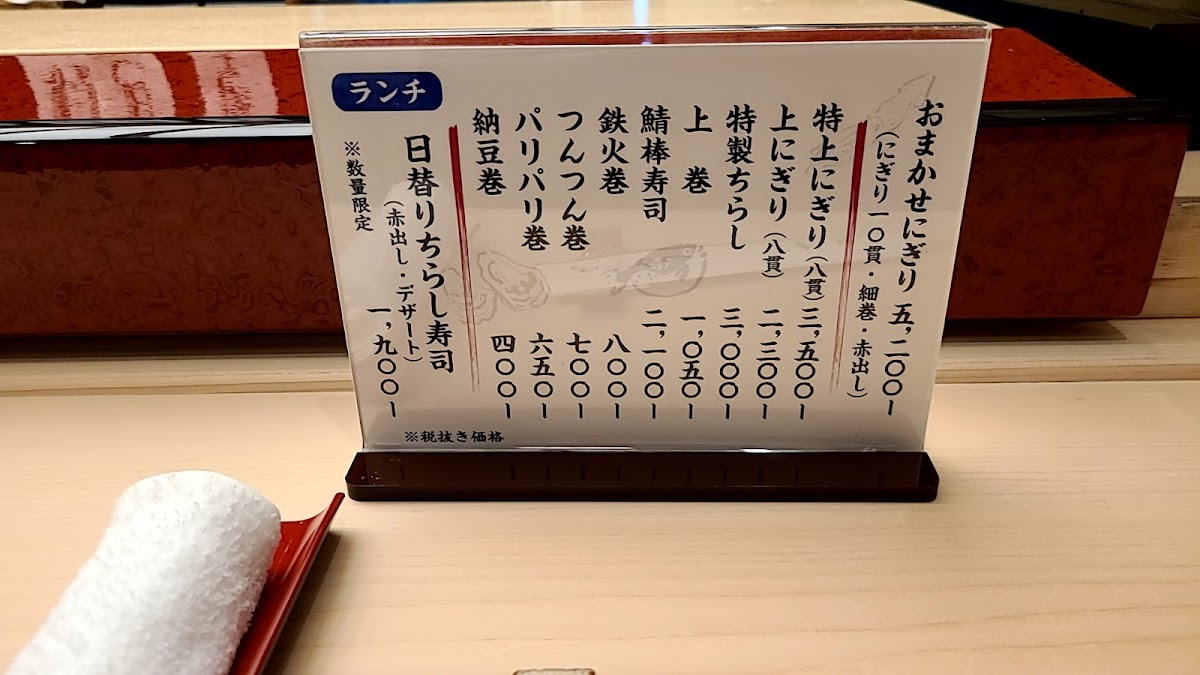 おまかせにぎり 五,二〇〇ー
（にぎり一〇貫・細巻・赤出し）
特上にぎり（八貫）三,五〇〇ー
上にぎり（八貫）二,三〇〇ー
特製ちらし 三,〇〇〇ー
上巻 一,〇五〇ー
鯖棒寿司 二,一〇〇ー
鉄火巻 八〇〇ー
つんつん巻 七〇〇ー
パリパリ巻 六五〇ー
納豆巻 四〇〇ー
ランチ
日替りちらし寿司
（赤出し・デザート）
一,九〇〇ー
※数量限定
※税抜き価格